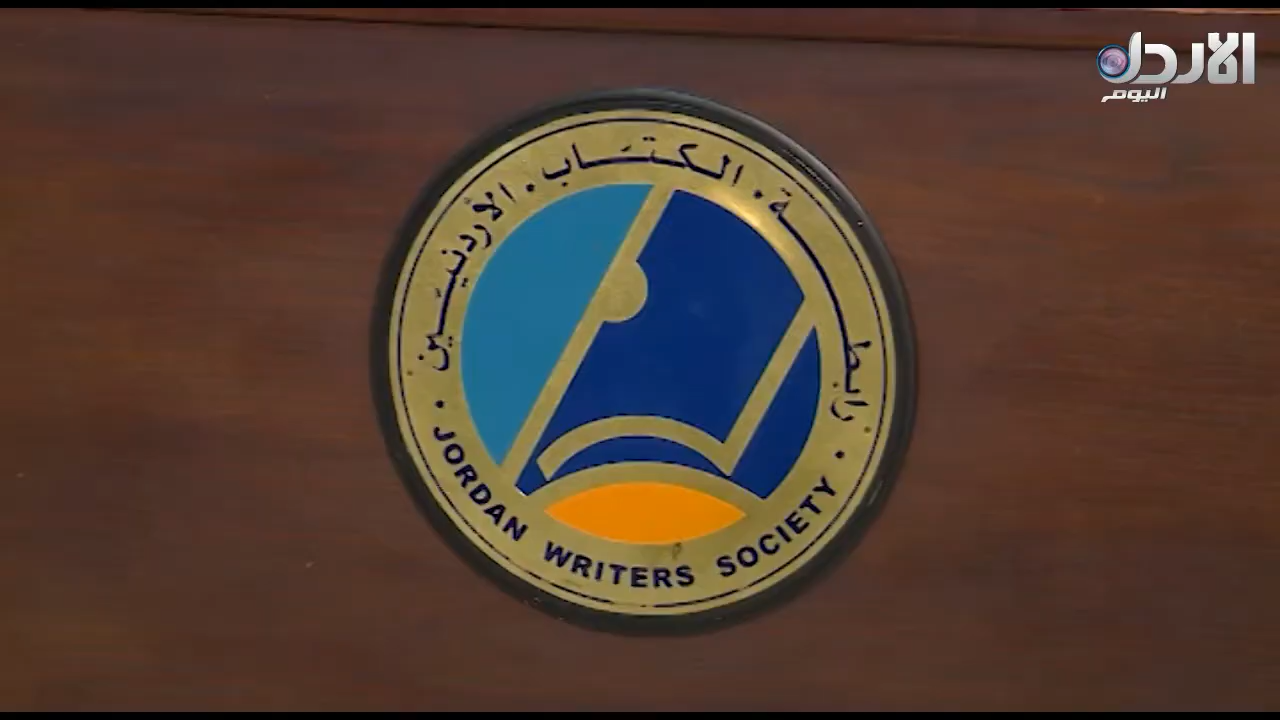 الأردن
اليوم
رابطة . الكتاب . الأردنيين
JORDAN WRITERS SOCIETY